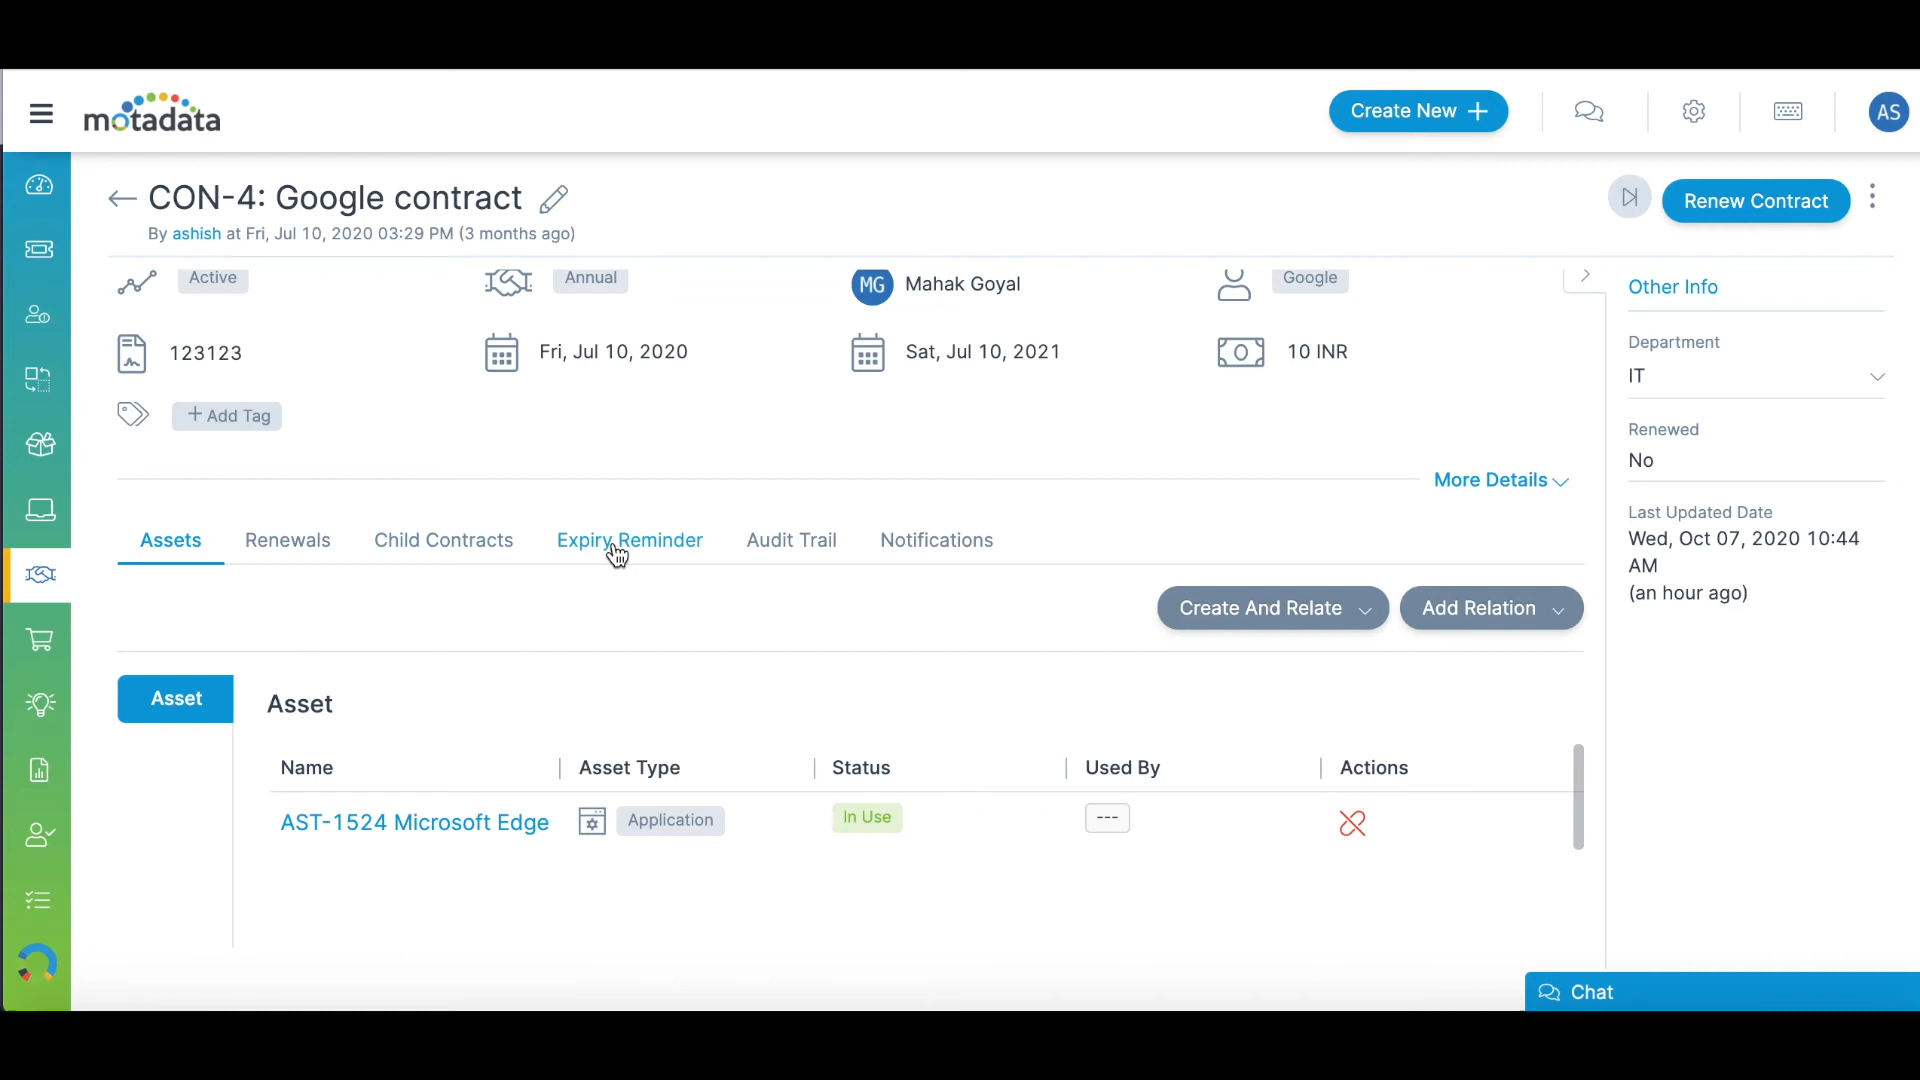 motadata
Create New
AS
CON-4: Google contract
Renew Contract
By ashish at Fri, Jul 10, 2020 03:29 PM (3 months ago)
Active
Annual
MG Mahak Goyal
Google
123123
Fri, Jul 10, 2020
Sat, Jul 10, 2021
10 INR
+ Add Tag
More Details
Other Info
Department
IT
Renewed
No
Last Updated Date
Wed, Oct 07, 2020 10:44
AM
(an hour ago)
Assets Renewals Child Contracts Expiry Reminder Audit Trail Notifications
Create And Relate Add Relation
Asset
Asset
Name Asset Type Status Used By Actions
AST-1524 Microsoft Edge Application In Use ---
Chat